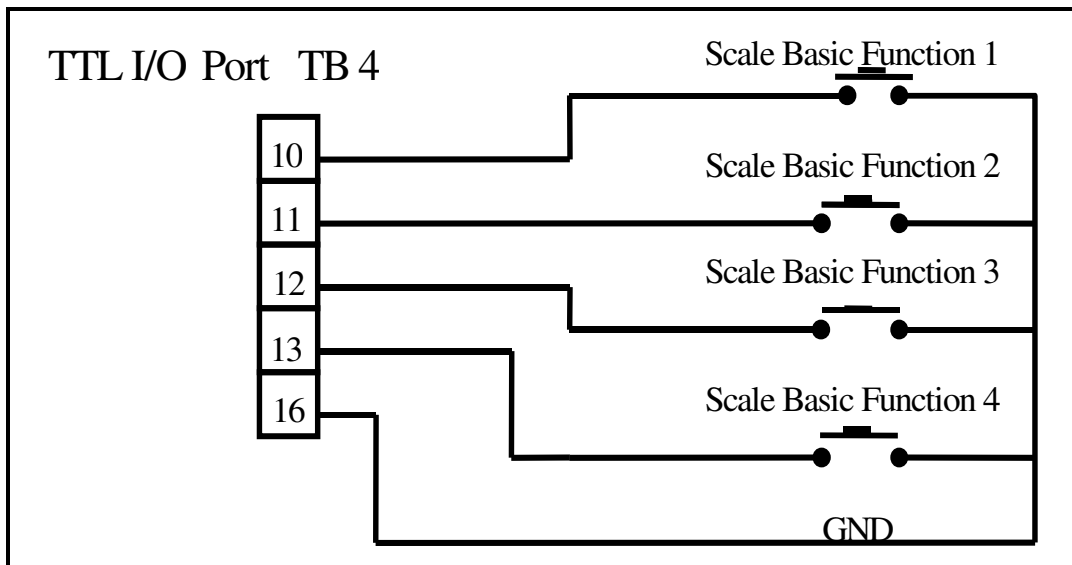 TTL I/O Port TB 4
Scale Basic Function 1
10
Scale Basic Function 2
11
Scale Basic Function 3
12
13
Scale Basic Function 4
16
GND